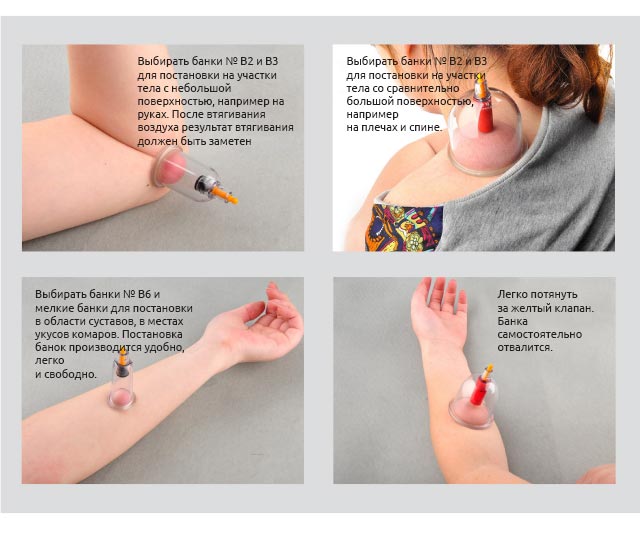 Выбирать банки № B2 и B3
для постановки на участки
тела с небольшой
поверхностью, например на
руках. После втягивания
воздуха результат втягивания
должен быть заметен
Выбирать банки № B2 и B3
для постановки на участки
тела со сравнительно
большой поверхностью,
например
на плечах и спине.
Выбирать банки № B6 и
мелкие банки для постановки
в области суставов, в местах
укусов комаров. Постановка
банок производится удобно,
легко
и свободно.
Легко потянуть
за желтый клапан.
Банка
самостоятельно
отвалится.